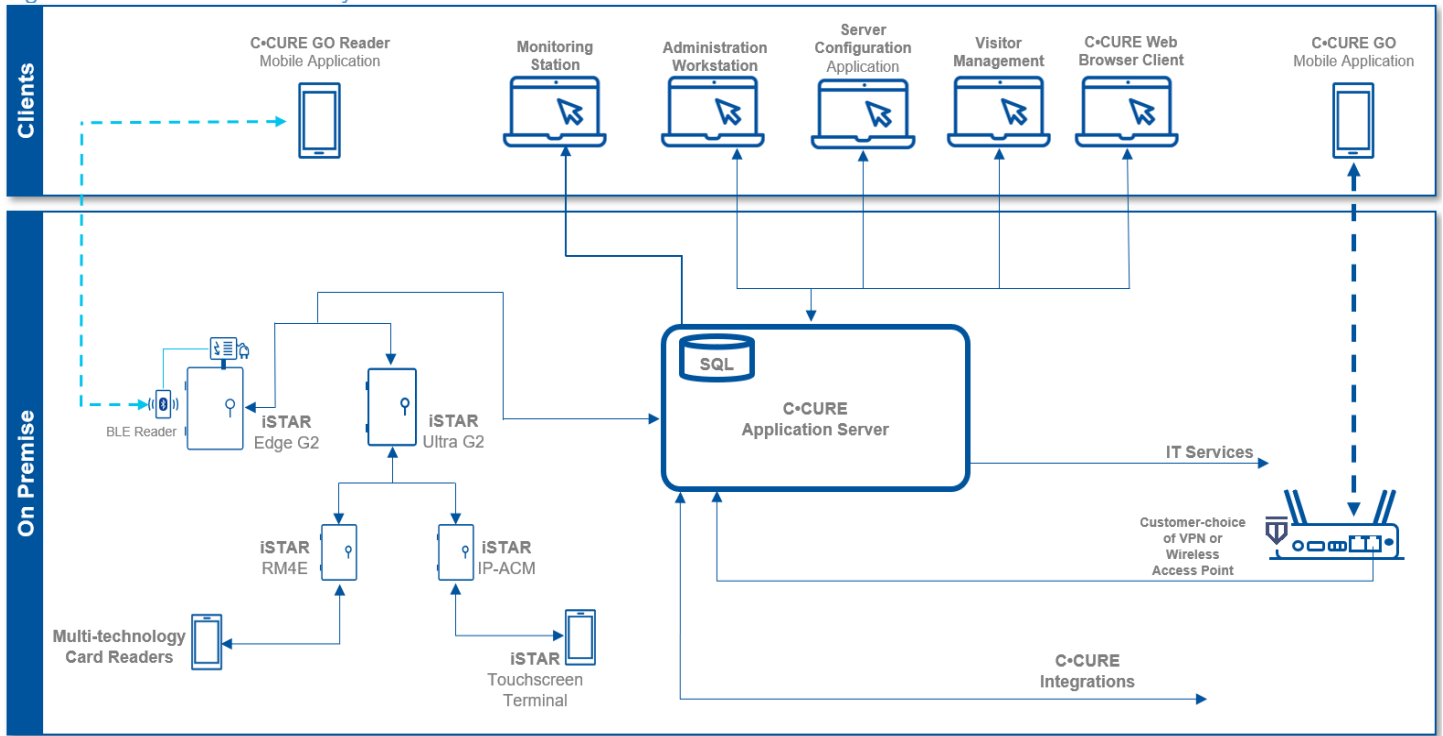 Clients
C•CURE GO Reader
Mobile Application
Monitoring
Station
Administration
Workstation
Server
Configuration
Application
Visitor
Management
C•CURE Web
Browser Client
C•CURE GO
Mobile Application
On Premise
SQL
C•CURE
Application Server
BLE Reader
iSTAR
Edge G2
iSTAR
Ultra G2
IT Services
Customer-choice
of VPN or
Wireless
Access Point
iSTAR
RM4E
iSTAR
IP-ACM
Multi-technology
Card Readers
iSTAR
Touchscreen
Terminal
C•CURE
Integrations